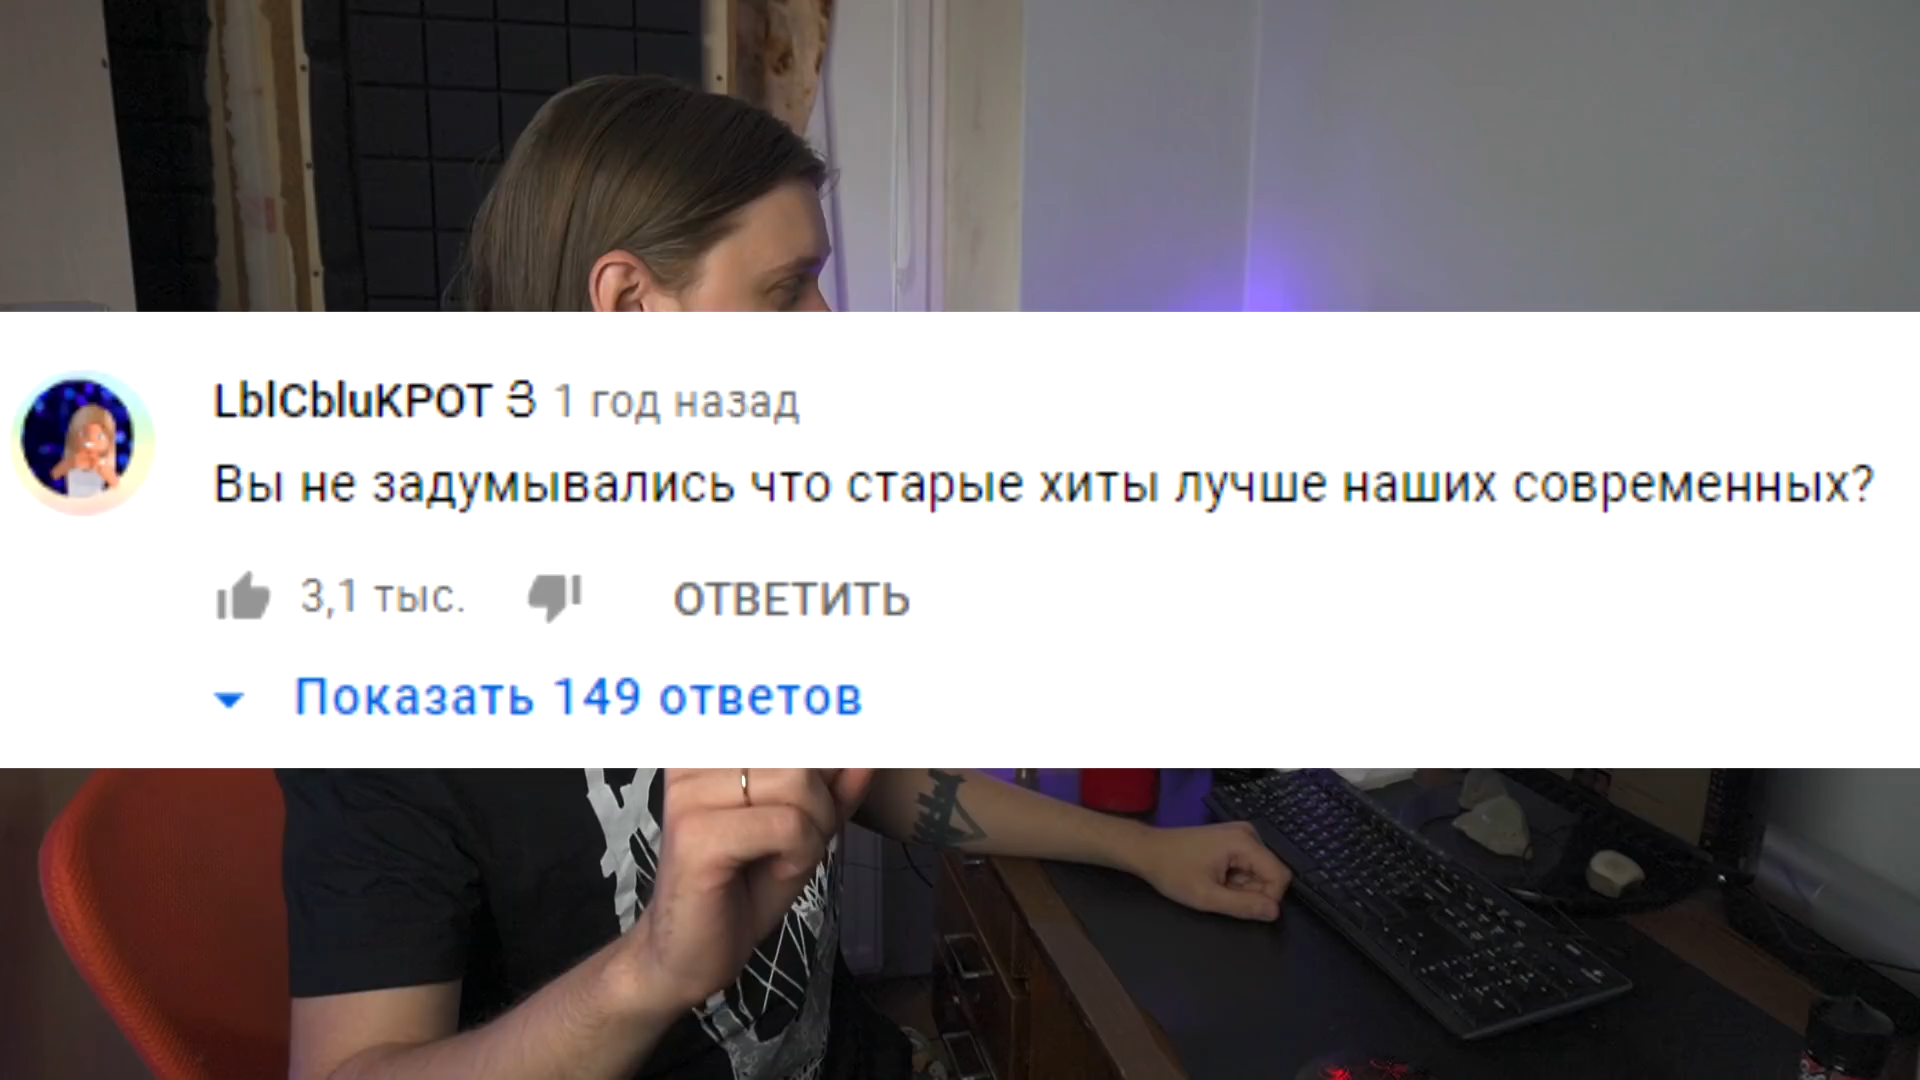 LblCbluKPOT 3 1 год назад
Вы не задумывались что старые хиты лучше наших современных?
3,1 тыс. ОТВЕТИТЬ
Показать 149 ответов